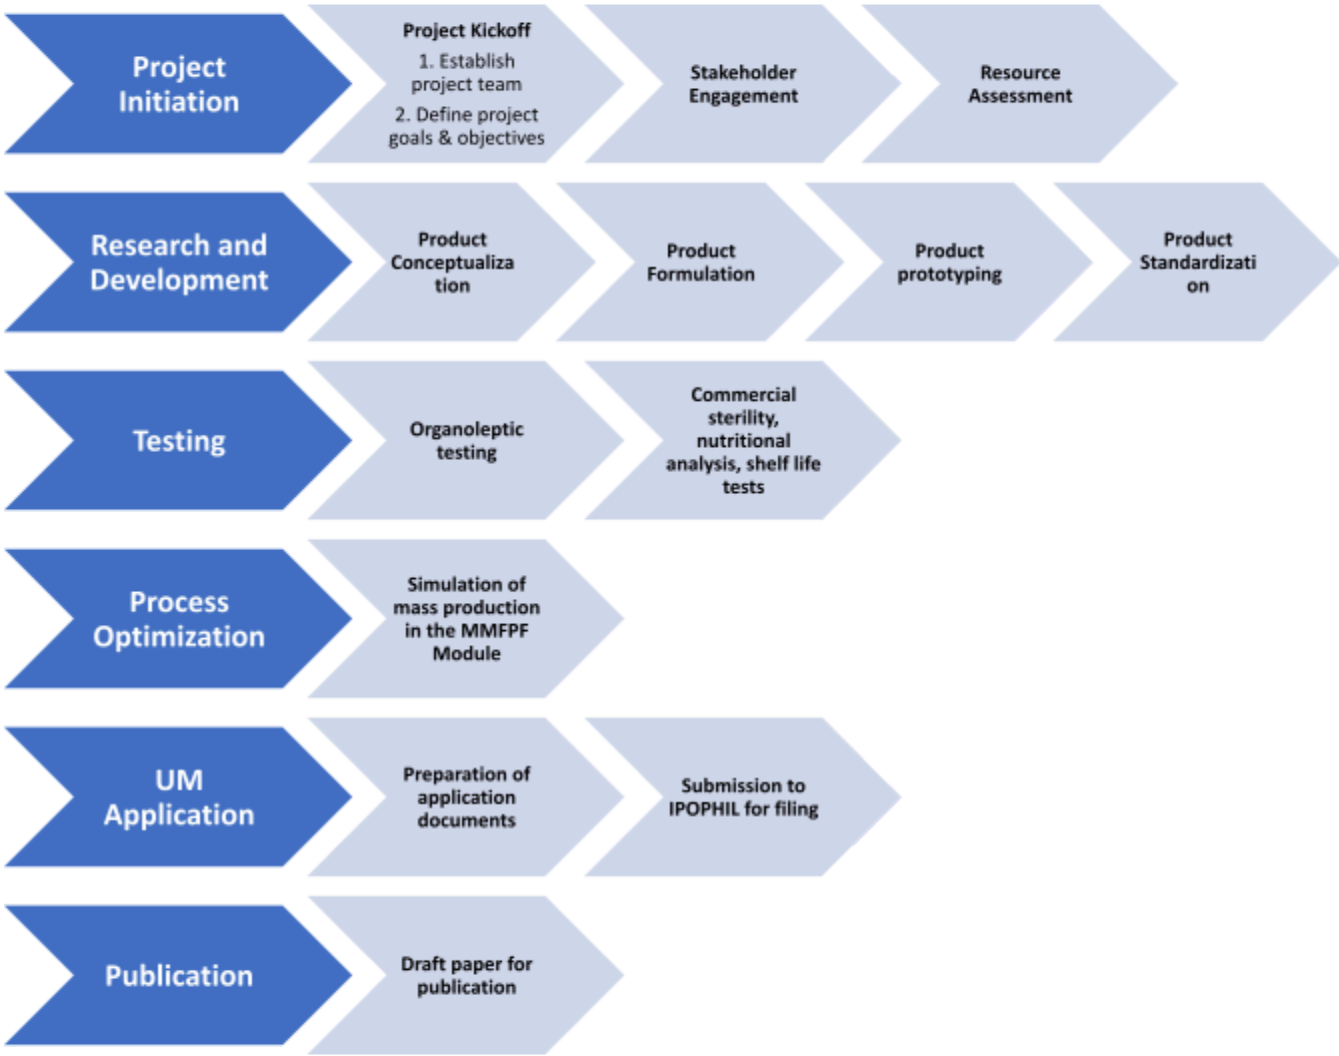 Project
Initiation
Project Kickoff
1. Establish
project team
2. Define project
goals & objectives
Stakeholder
Engagement
Resource
Assessment
Research and
Development
Product
Conceptualiza
tion
Product
Formulation
Product
prototyping
Product
Standardizati
on
Testing
Organoleptic
testing
Commercial
sterility,
nutritional
analysis, shelf life
tests
Process
Optimization
Simulation of
mass production
in the MMFPF
Module
UM
Application
Preparation of
application
documents
Submission to
IPOPHIL for filing
Publication
Draft paper for
publication